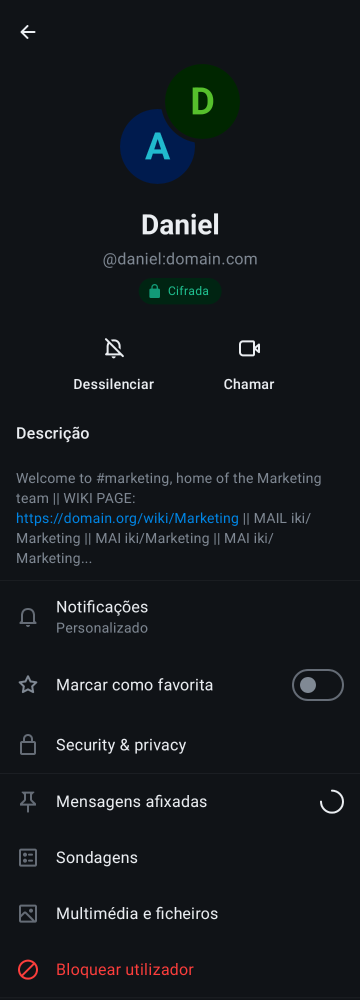 D
A
Daniel
@daniel:domain.com
Cifrada
Dessilenciar
Chamar
Descrição
Welcome to #marketing, home of the Marketing
team || WIKI PAGE:
https://domain.org/wiki/Marketing || MAIL iki/
Marketing || MAI iki/Marketing || MAI iki/
Marketing...
Notificações
Personalizado
Marcar como favorita
Security & privacy
Mensagens afixadas
Sondagens
Multimédia e ficheiros
Bloquear utilizador